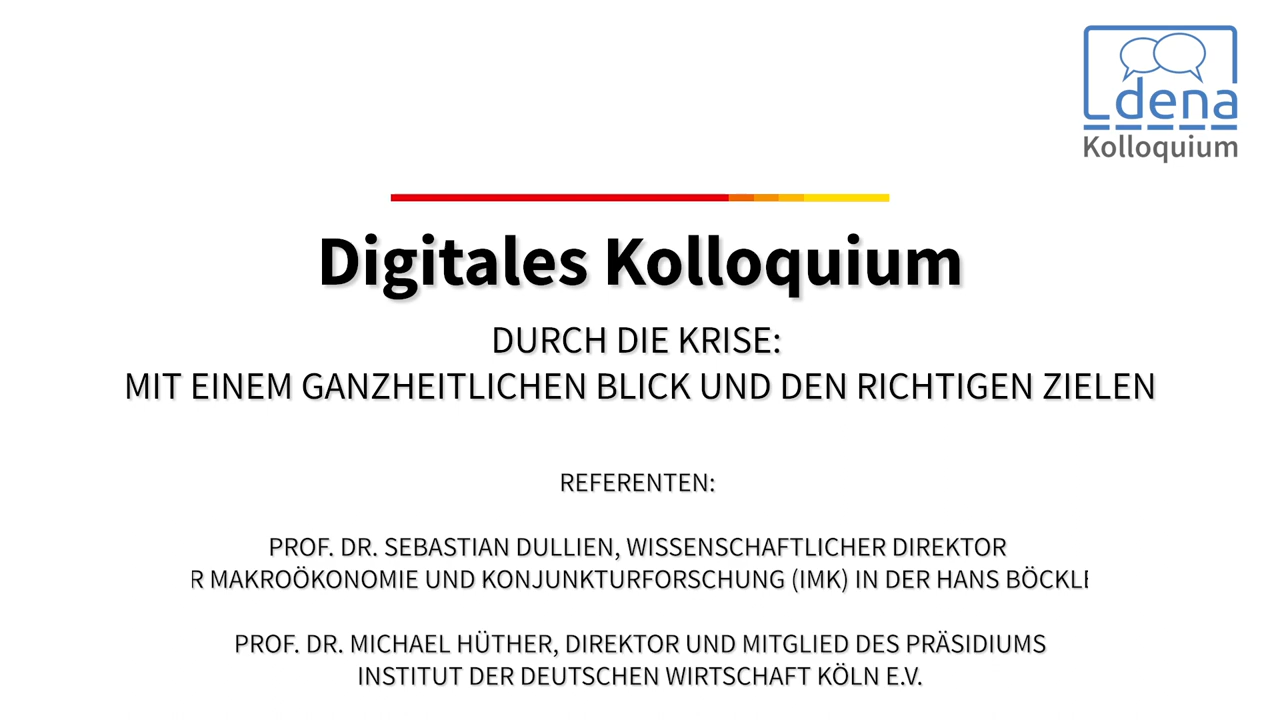 dena
Kolloquium
Digitales Kolloquium
DURCH DIE KRISE:
MIT EINEM GANZHEITLICHEN BLICK UND DEN RICHTIGEN ZIELEN
REFERENTEN:
PROF. DR. SEBASTIAN DULLIEN, WISSENSCHAFTLICHER DIREKTOR
R MAKROÖKONOMIE UND KONJUNKTURFORSCHUNG (IMK) IN DER HANS BÖCKLE
PROF. DR. MICHAEL HÜTHER, DIREKTOR UND MITGLIED DES PRÄSIDIUMS
INSTITUT DER DEUTSCHEN WIRTSCHAFT KÖLN E.V.